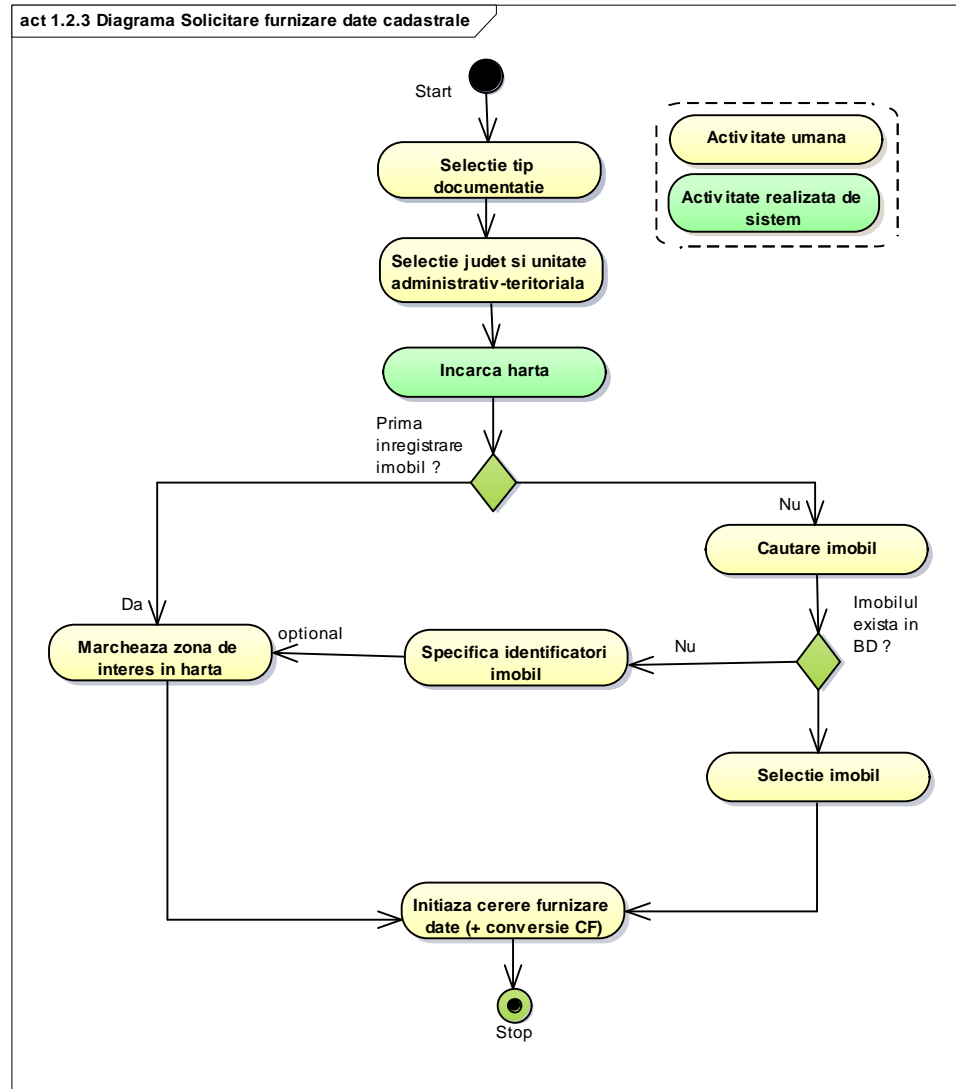 act 1.2.3 Diagrama Solicitare furnizare date cadastrale
Start
Activitate umana
Activitate realizata de
sistem
Selectie tip
documentatie
Selectie judet si unitate
administrativ-teritoriala
Incarca harta
Prima
inregistrare
imobil ?
Nu
Cautare imobil
Da
Imobilul
exista in
BD ?
Marcheaza zona de
interes in harta
optional
Specifica identificatori
imobil
Nu
Selectie imobil
Initiaza cerere furnizare
date (+ conversie CF)
Stop